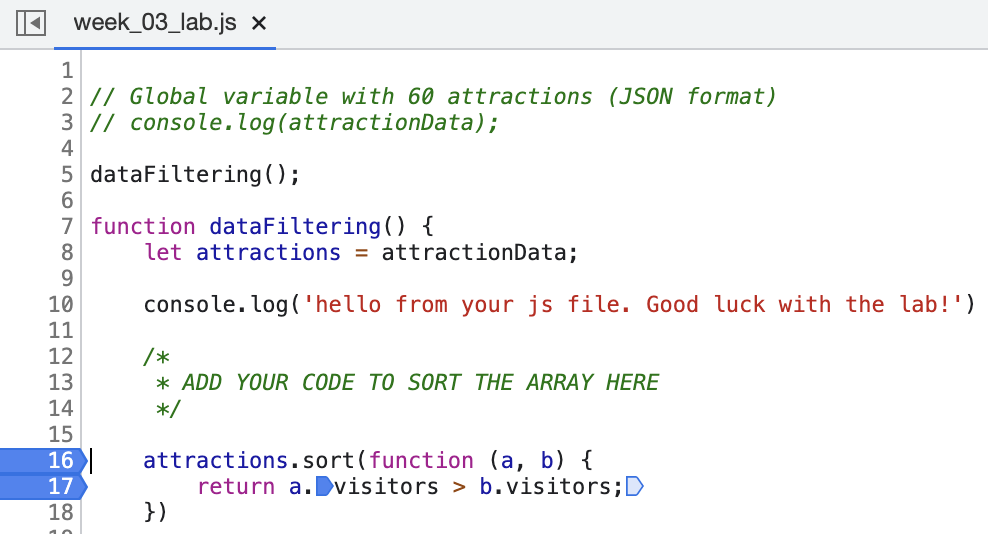 week_03_lab.js ×
1
2 // Global variable with 60 attractions (JSON format)
3 // console.log(attractionData);
4
5 dataFiltering();
6
7 function dataFiltering() {
8     let attractions = attractionData;
9
10     console.log('hello from your js file. Good luck with the lab!')
11
12     /*
13      * ADD YOUR CODE TO SORT THE ARRAY HERE
14      */
15
16     attractions.sort(function (a, b) {
17         return a.visitors > b.visitors;
18     })